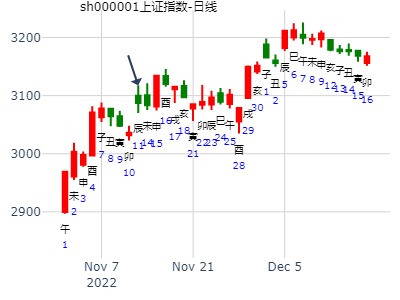 sh000001上证指数-日线
3200
3100
3000
2900
午 未 申 酉 子 丑 寅 卯 辰 未 申 酉 戌 亥 寅 卯 辰 巳 午 酉 戌 亥 子 丑 辰 巳 午 未 申 亥 子 丑 寅 卯
1 2 3 4 7 8 9 10 11 14 15 16 17 18 21 22 23 24 25 28 29 30 1 2 5 6 7 8 9 12 13 14 15 16
Nov 7 Nov 21 Dec 5
2022